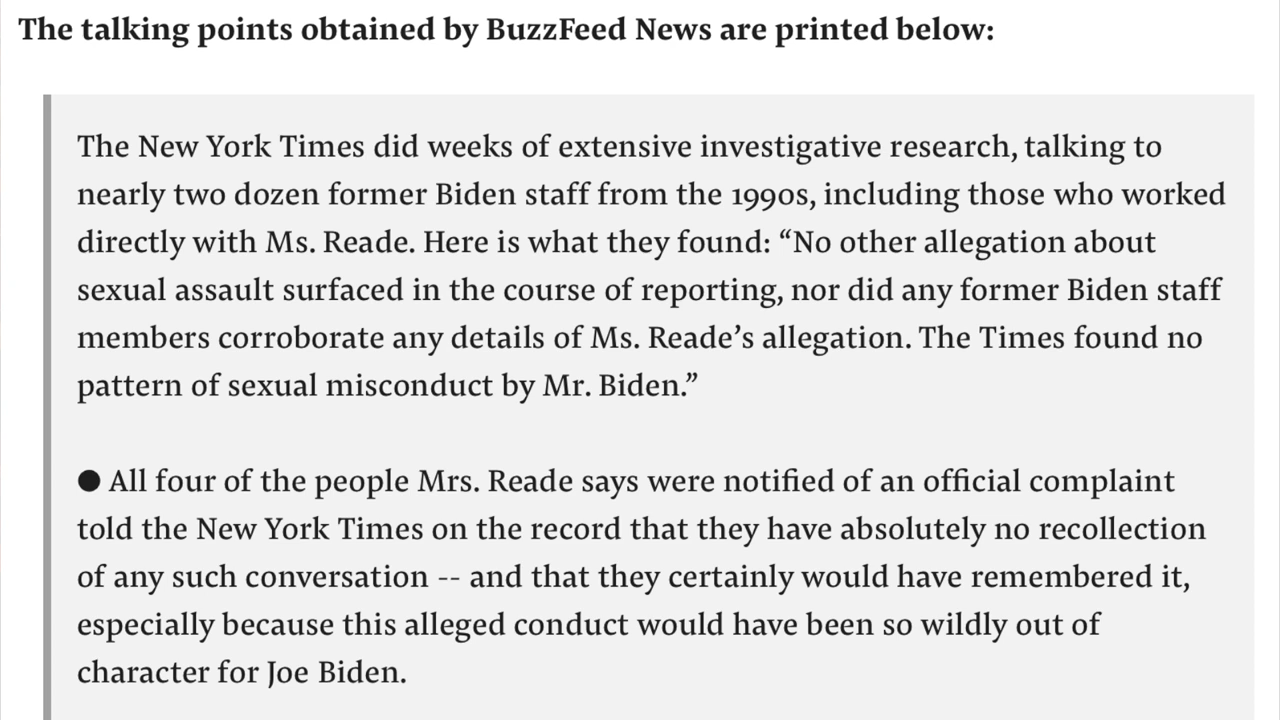 The talking points obtained by BuzzFeed News are printed below:
The New York Times did weeks of extensive investigative research, talking to
nearly two dozen former Biden staff from the 1990s, including those who worked
directly with Ms. Reade. Here is what they found: “No other allegation about
sexual assault surfaced in the course of reporting, nor did any former Biden staff
members corroborate any details of Ms. Reade’s allegation. The Times found no
pattern of sexual misconduct by Mr. Biden.”
● All four of the people Mrs. Reade says were notified of an official complaint
told the New York Times on the record that they have absolutely no recollection
of any such conversation -- and that they certainly would have remembered it,
especially because this alleged conduct would have been so wildly out of
character for Joe Biden.